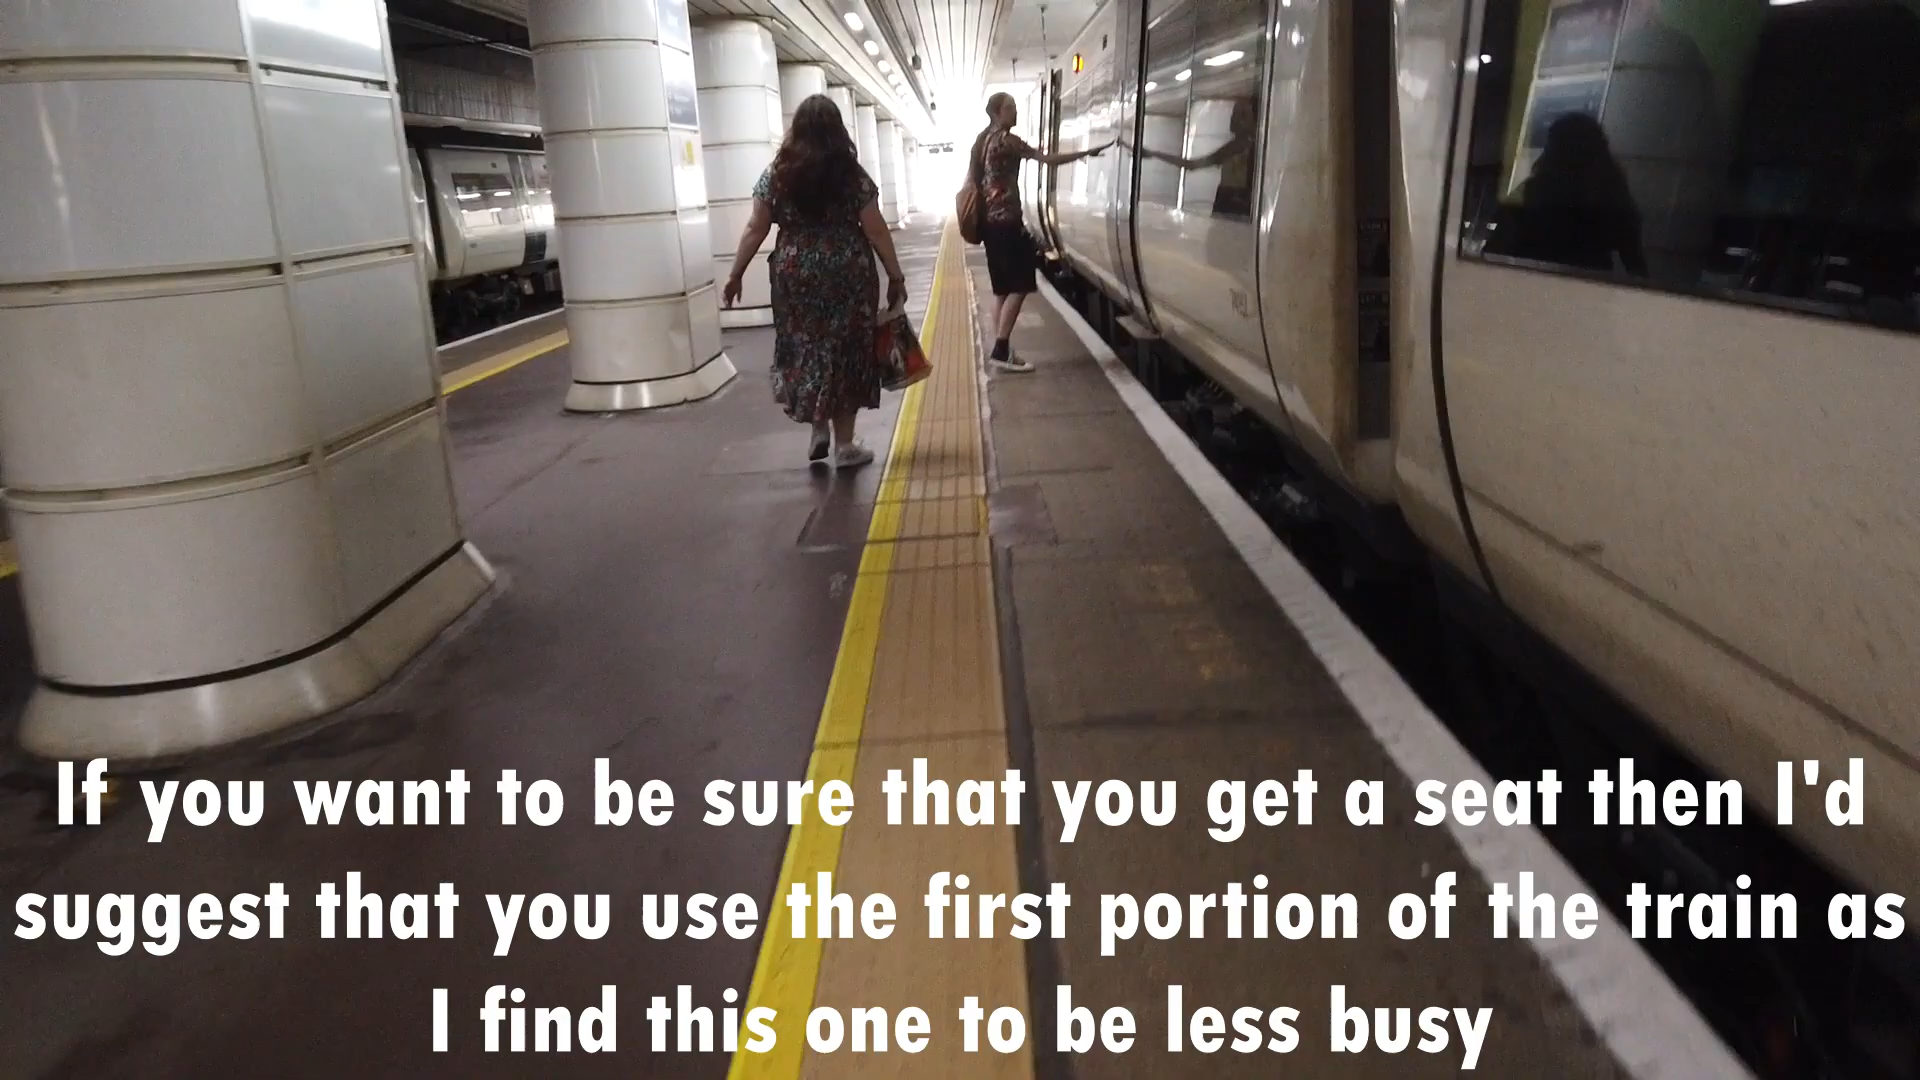 If you want to be sure that you get a seat then I'd
suggest that you use the first portion of the train as
I find this one to be less busy